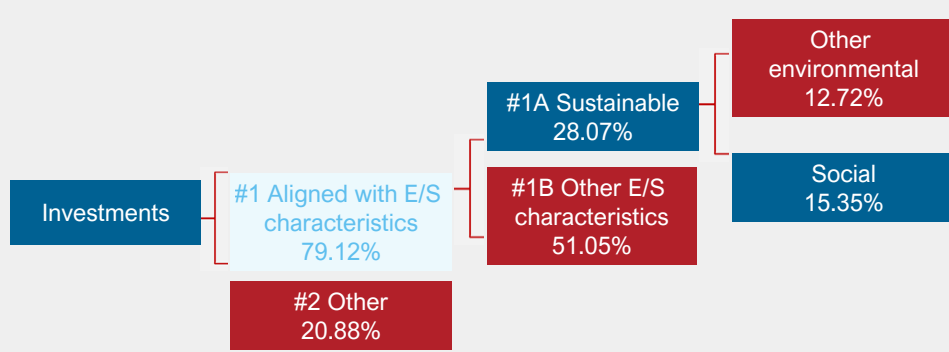 Investments
#1 Aligned with E/S
characteristics
79.12%
#2 Other
20.88%
#1A Sustainable
28.07%
#1B Other E/S
characteristics
51.05%
Other
environmental
12.72%
Social
15.35%